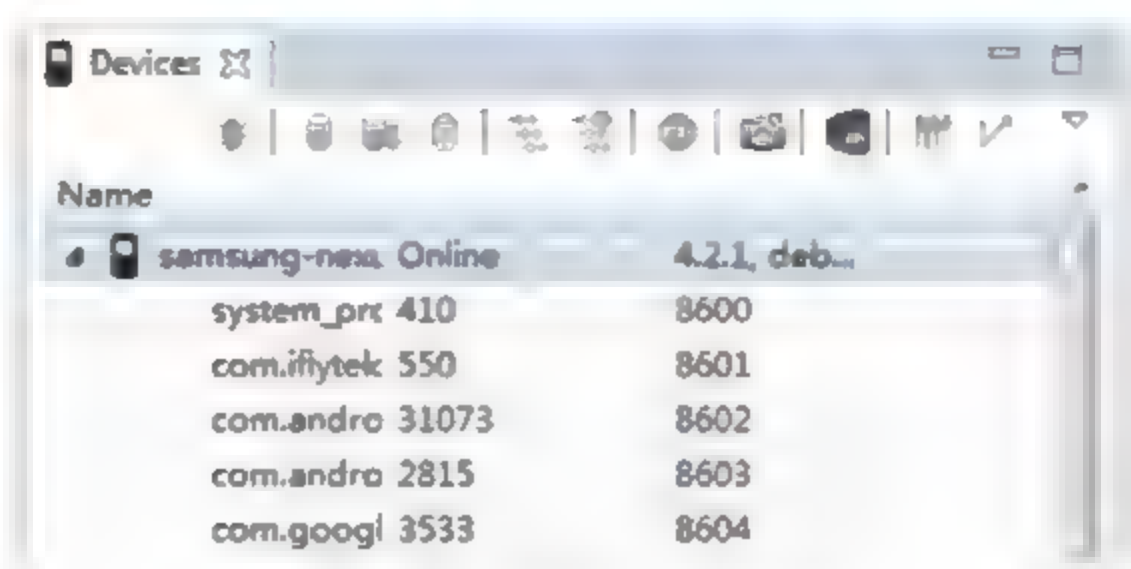 Devices
Name
samsung-nex Online 4.2.1, deb...
system_prc 410 8600
com.iflytek 550 8601
com.andro 31073 8602
com.andro 2815 8603
com.googl 3533 8604